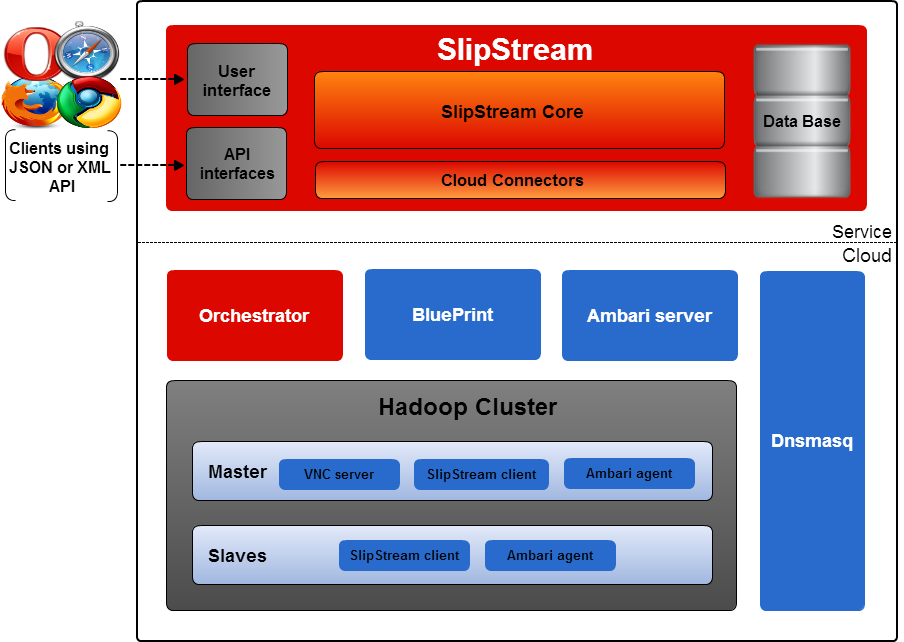 SlipStream
User
interface
SlipStream Core
Data Base
Clients using
JSON or XML
API
API
interfaces
Cloud Connectors
Service
Cloud
Orchestrator
BluePrint
Ambari server
Dnsmasq
Hadoop Cluster
Master
VNC server
SlipStream client
Ambari agent
Slaves
SlipStream client
Ambari agent